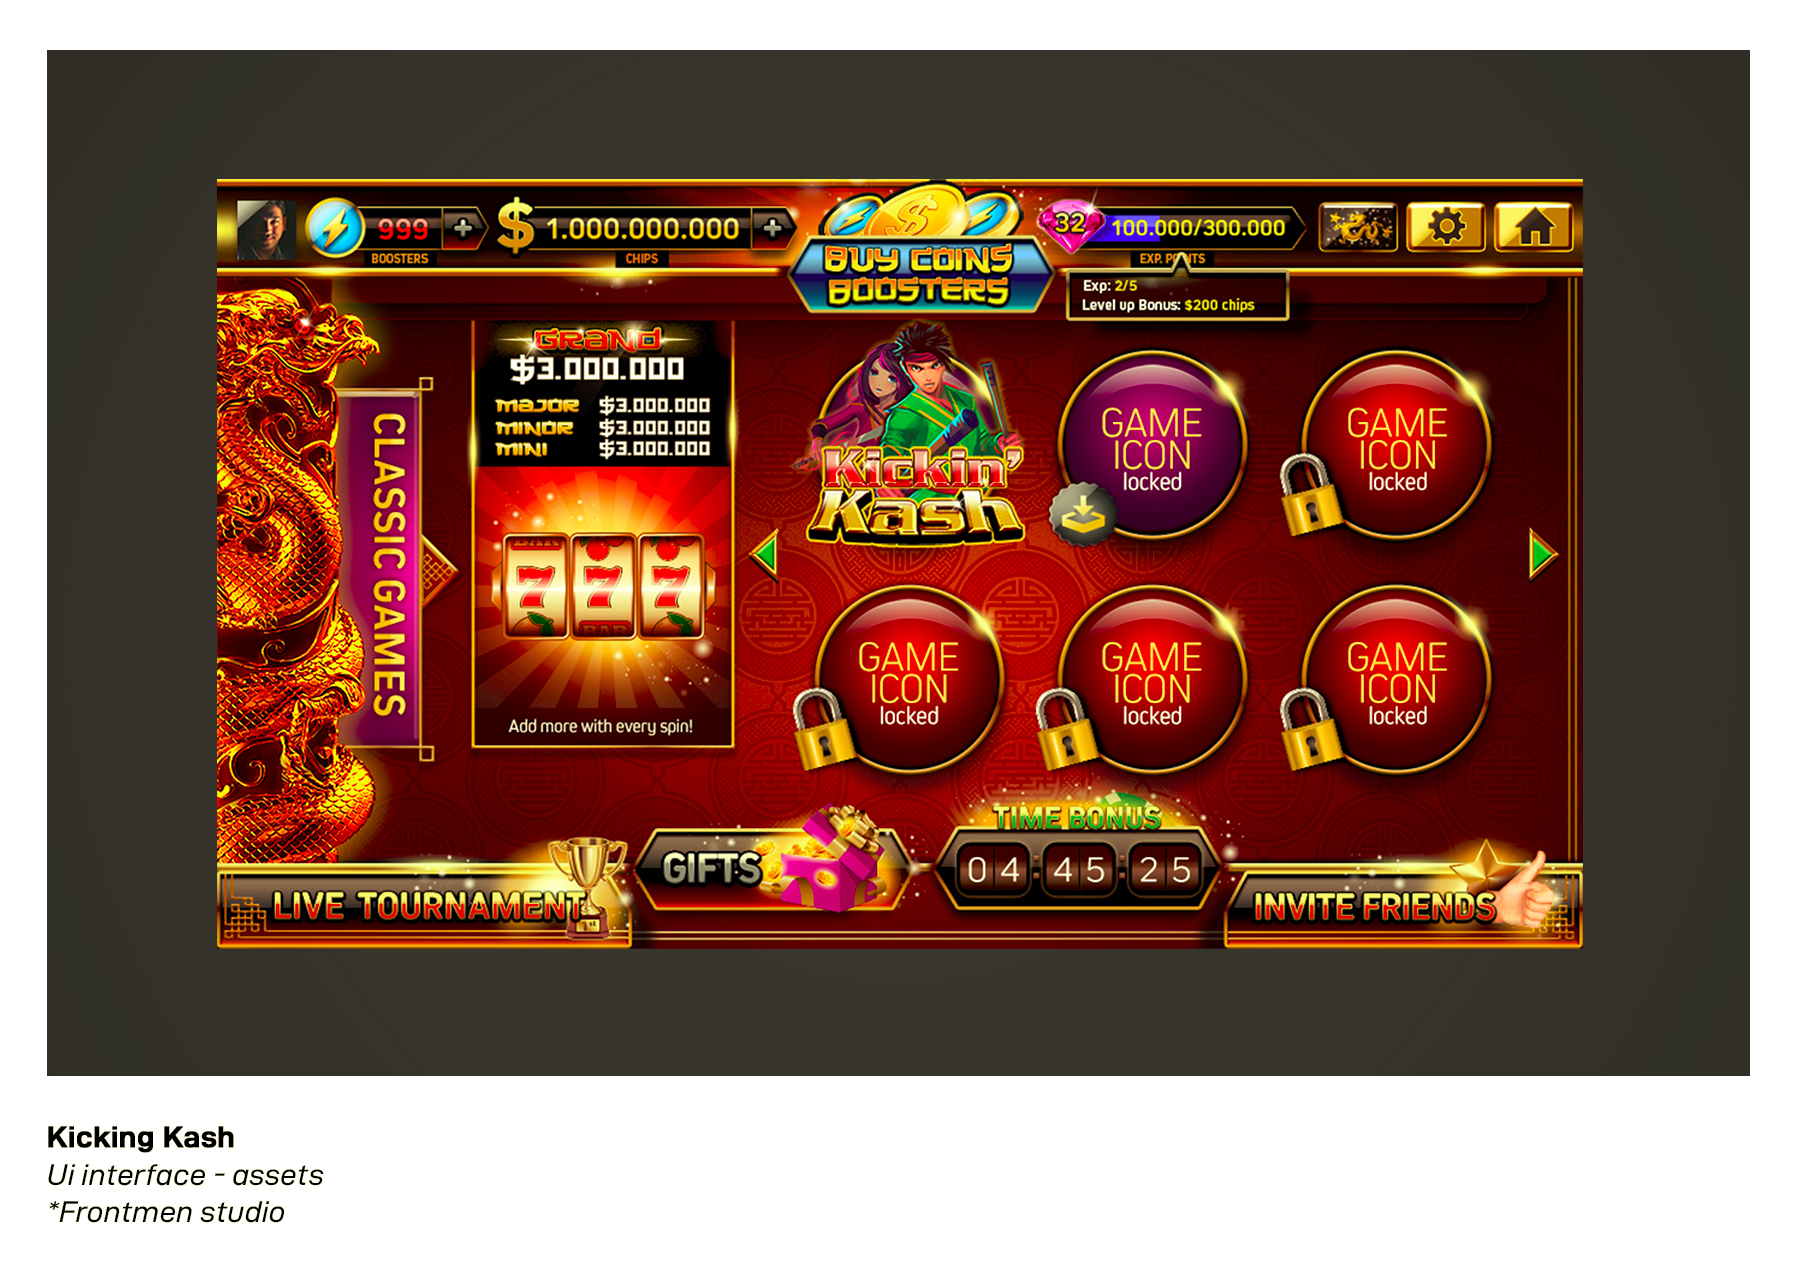 999
BOOSTERS
$ 1.000.000.000
CHIPS
BUY COINS
BOOSTERS
32
100.000/300.000
EXP. POINTS
Exp: 2/5
Level up Bonus: $200 chips
CLASSIC GAMES
GRAND
$3.000.000
MAJOR $3.000.000
MINOR $3.000.000
MINI $3.000.000
BAR
7 7 7
BAR
Add more with every spin!
Kickin'
Kash
GAME
ICON
locked
GAME
ICON
locked
GAME
ICON
locked
GAME
ICON
locked
GAME
ICON
locked
LIVE TOURNAMENT
1st
GIFTS
TIME BONUS
04:45:25
INVITE FRIENDS
Kicking Kash
Ui interface - assets
*Frontmen studio